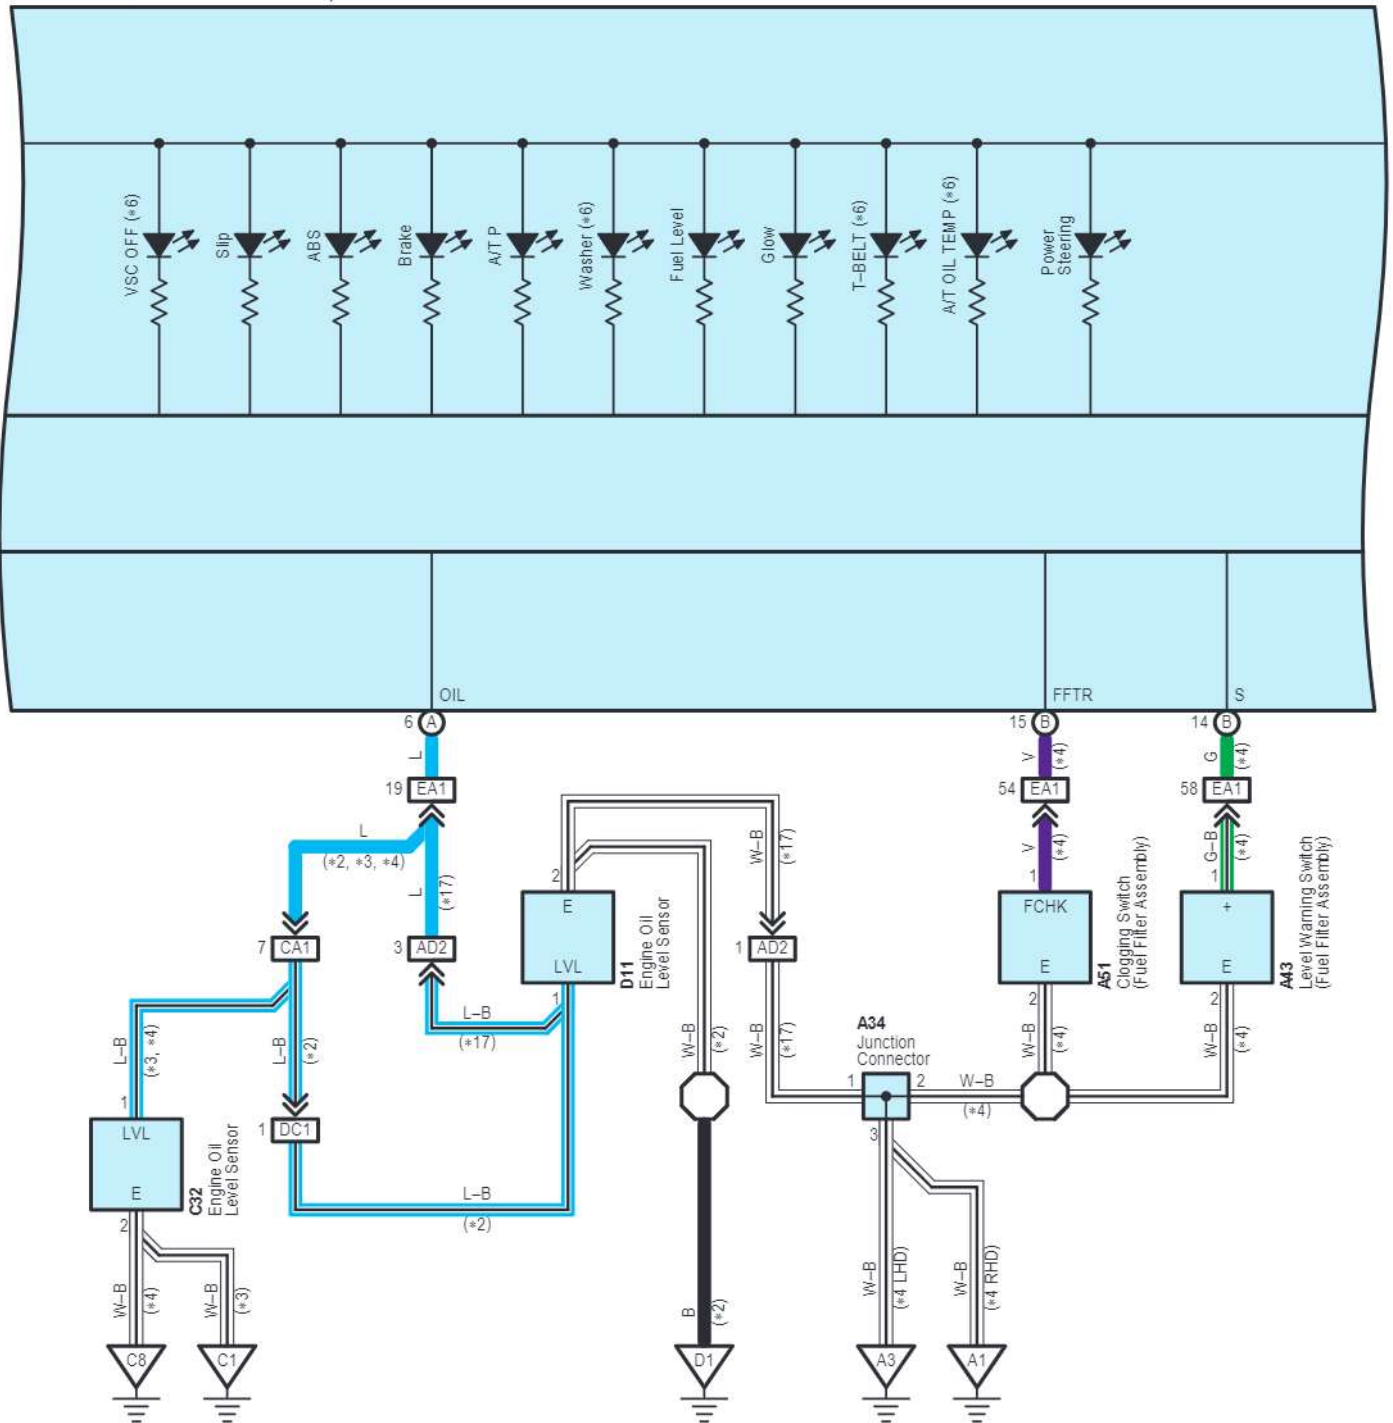 VSC OFF (∗6)
Slip
ABS
Brake
A/T P
Washer (∗6)
Fuel Level
Glow
T–BELT (∗6)
A/T OIL TEMP (∗6)
Power
Steering
OIL
FFTR
S
6 A
15 B
14 B
L
V
(∗4)
G
(∗4)
19 EA1
54 EA1
58 EA1
L
(∗2, ∗3, ∗4)
L
(∗17)
W–B
(∗17)
V
(∗4)
G–B
(∗4)
2
1
1
E
LVL
1
D11
Engine Oil
Level Sensor
FCHK
E
2
A51
Clogging Switch
(Fuel Filter Assembly)
+
E
2
A43
Level Warning Switch
(Fuel Filter Assembly)
7 CA1
3 AD2
1 AD2
L–B
(∗17)
L–B
(∗3, ∗4)
L–B
(∗2)
W–B
(∗2)
W–B
(∗17)
A34
Junction
Connector
W–B
(∗4)
W–B
(∗4)
1
2
3
W–B
(∗4)
1
LVL
E
2
C32
Engine Oil
Level Sensor
1 DC1
L–B
(∗2)
W–B
(∗4)
W–B
(∗3)
B
(∗2)
W–B
(∗4 LHD)
W–B
(∗4 RHD)
C8
C1
D1
A3
A1